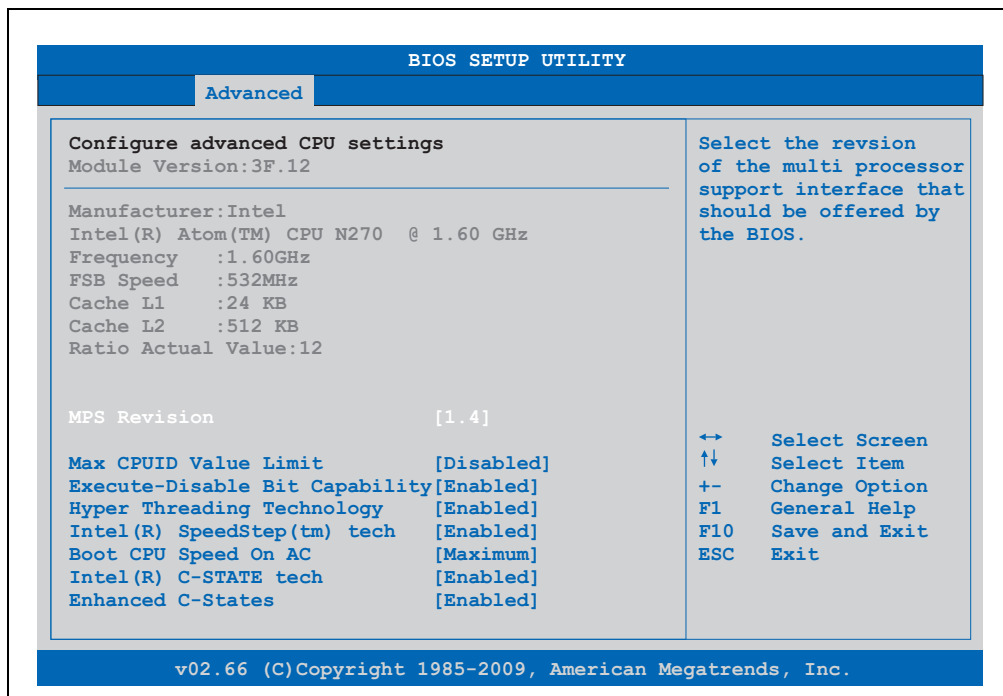 BIOS SETUP UTILITY
Advanced
Configure advanced CPU settings
Module Version:3F.12
Manufacturer:Intel
Intel(R) Atom(TM) CPU N270 @ 1.60 GHz
Frequency :1.60GHz
FSB Speed :532MHz
Cache L1 :24 KB
Cache L2 :512 KB
Ratio Actual Value:12
MPS Revision [1.4]
Max CPUID Value Limit [Disabled]
Execute-Disable Bit Capability[Enabled]
Hyper Threading Technology [Enabled]
Intel(R) SpeedStep(tm) tech [Enabled]
Boot CPU Speed On AC [Maximum]
Intel(R) C-STATE tech [Enabled]
Enhanced C-States [Enabled]
Select the revsion
of the multi processor
support interface that
should be offered by
the BIOS.
↔ Select Screen
↑↓ Select Item
+- Change Option
F1 General Help
F10 Save and Exit
ESC Exit
v02.66 (C)Copyright 1985-2009, American Megatrends, Inc.